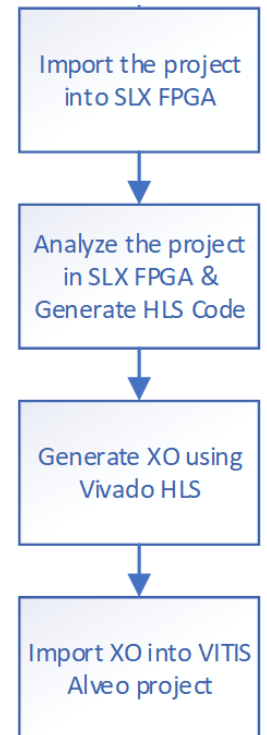 Import the project
into SLX FPGA
Analyze the project
in SLX FPGA &
Generate HLS Code
Generate XO using
Vivado HLS
Import XO into VITIS
Alveo project